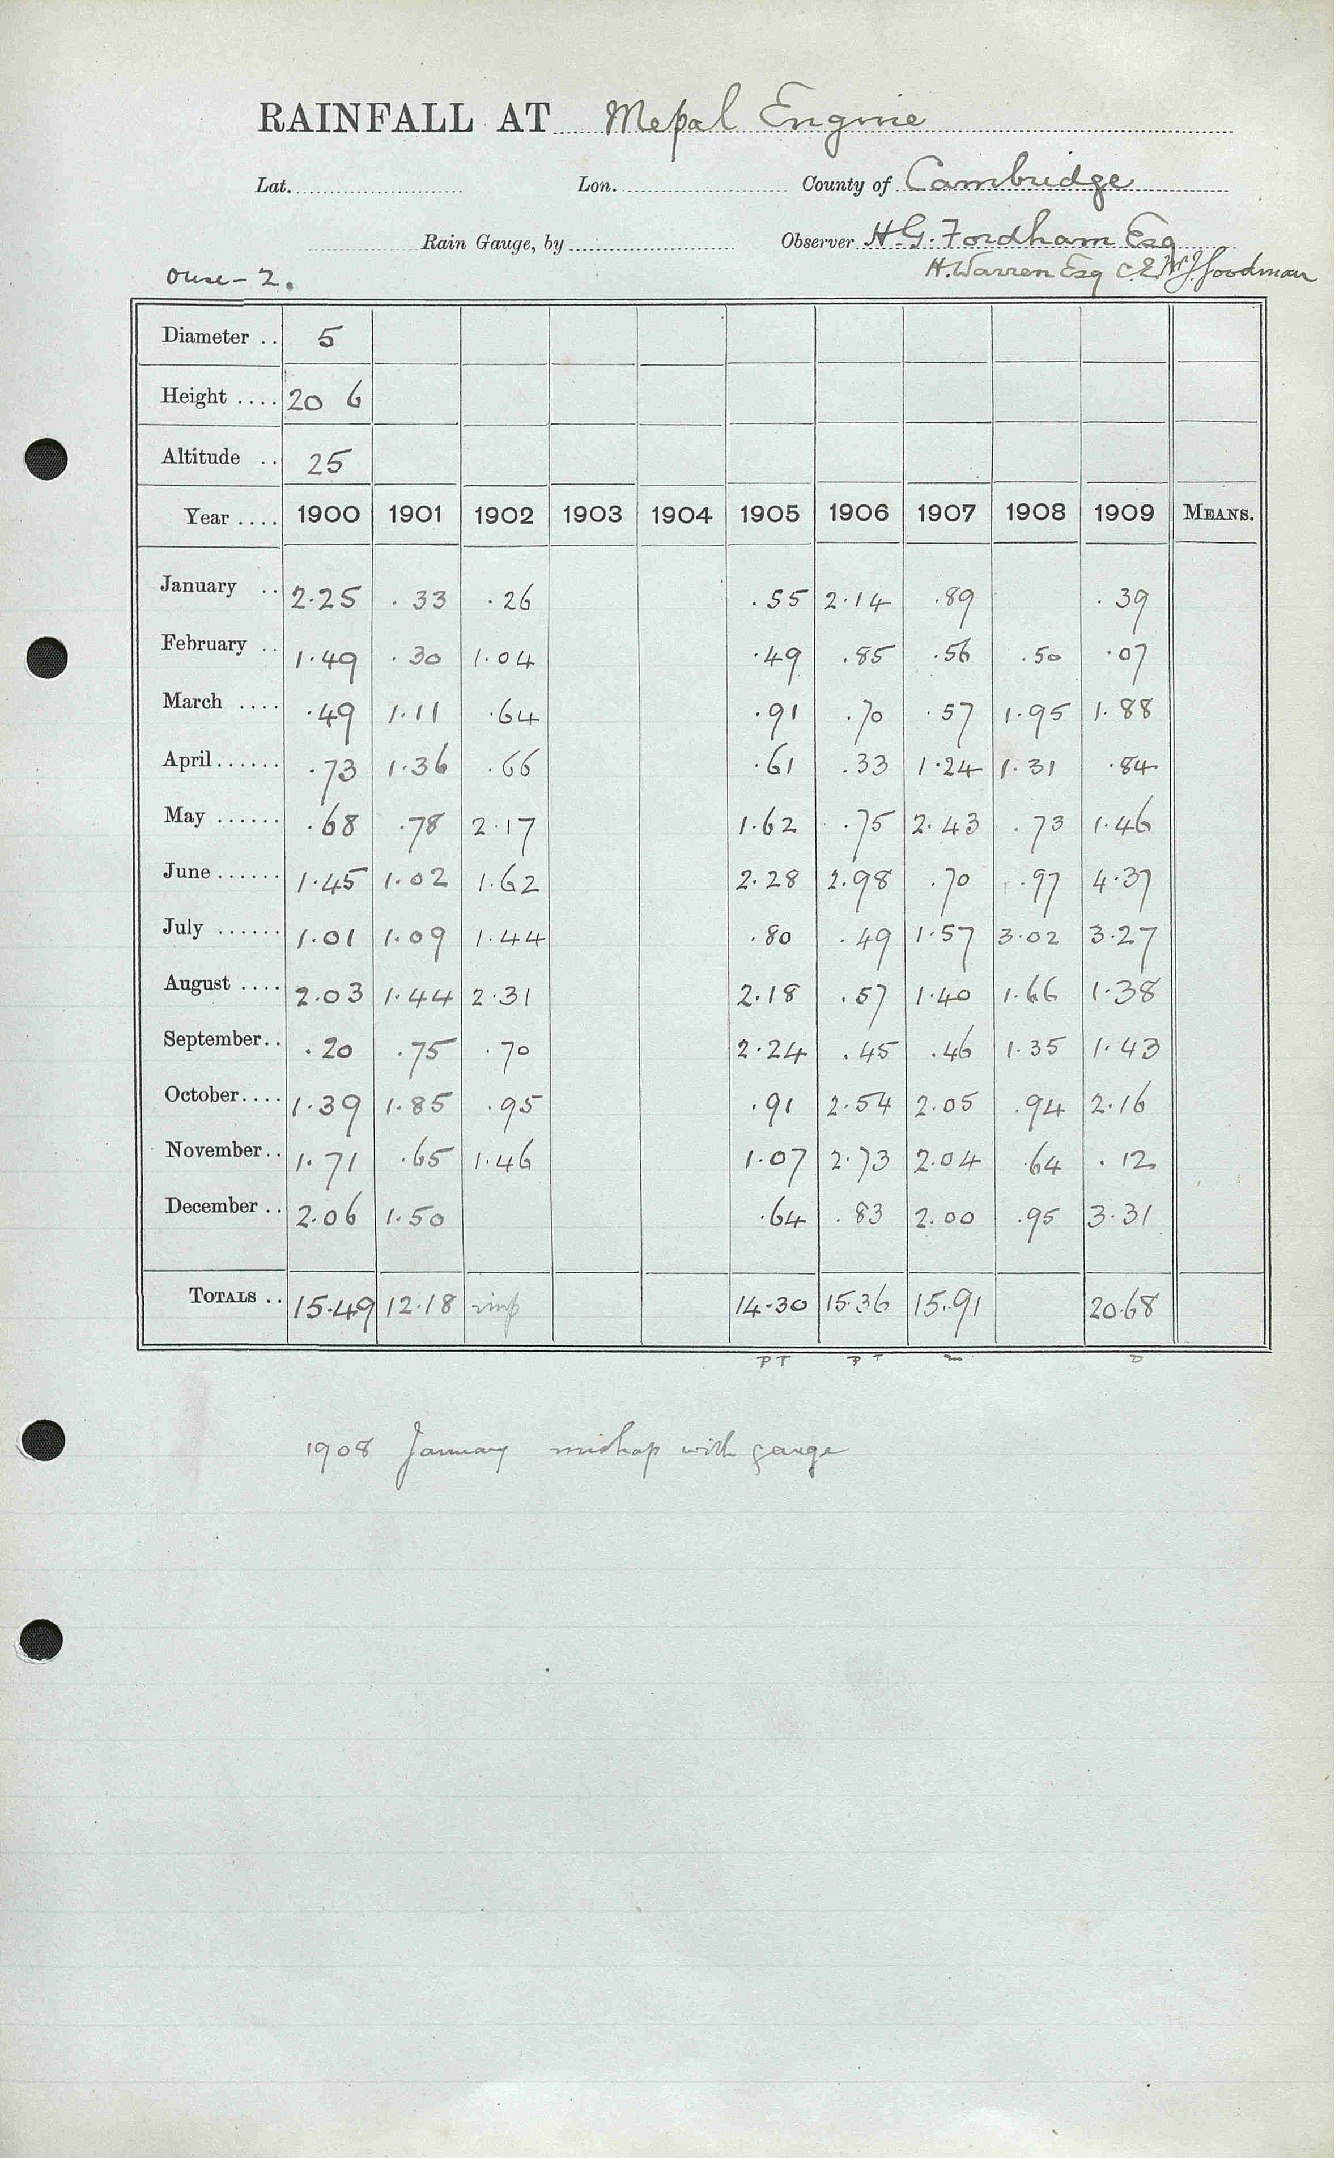 RAINFALL AT Mepal Engine
Lat. Lon. County of Cambridge
Rain Gauge, by Observer H.G. Fordham Esq
Ouse - 2. H. Warren Esq C.E. W.J. Goodman
Diameter .. 5
Height .... 20 6
Altitude .. 25
Year .... 1900 1901 1902 1903 1904 1905 1906 1907 1908 1909 MEANS.
January .. 2.25 .33 .26 .55 2.14 .89 .39
February .. 1.49 .30 1.04 .49 .85 .56 .50 .07
March .... .49 1.11 .64 .91 .70 .57 1.95 1.88
April ...... .73 1.36 .66 .61 .33 1.24 1.31 .84
May ...... .68 .78 2.17 1.62 .75 2.43 .73 1.46
June ...... 1.45 1.02 1.62 2.28 2.98 .70 .97 4.37
July ...... 1.01 1.09 1.44 .80 .49 1.57 3.02 3.27
August .... 2.03 1.44 2.31 2.18 .57 1.40 1.66 1.38
September.. .20 .75 .70 2.24 .45 .46 1.35 1.43
October.... 1.39 1.85 .95 .91 2.54 2.05 .94 2.16
November.. 1.71 .65 1.46 1.07 2.73 2.04 .64 .12
December .. 2.06 1.50 .64 .83 2.00 .95 3.31
TOTALS .. 15.49 12.18 imp 14.30 15.36 15.91 20.68
PT PT m D
1908 January mishap with gauge